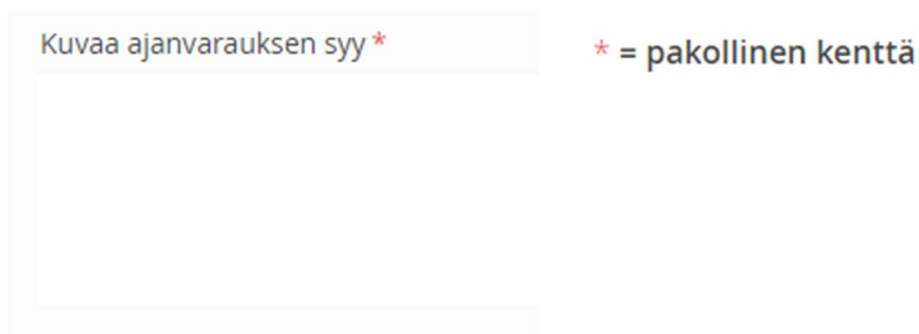 Kuvaa ajanvarauksen syy *
* = pakollinen kenttä